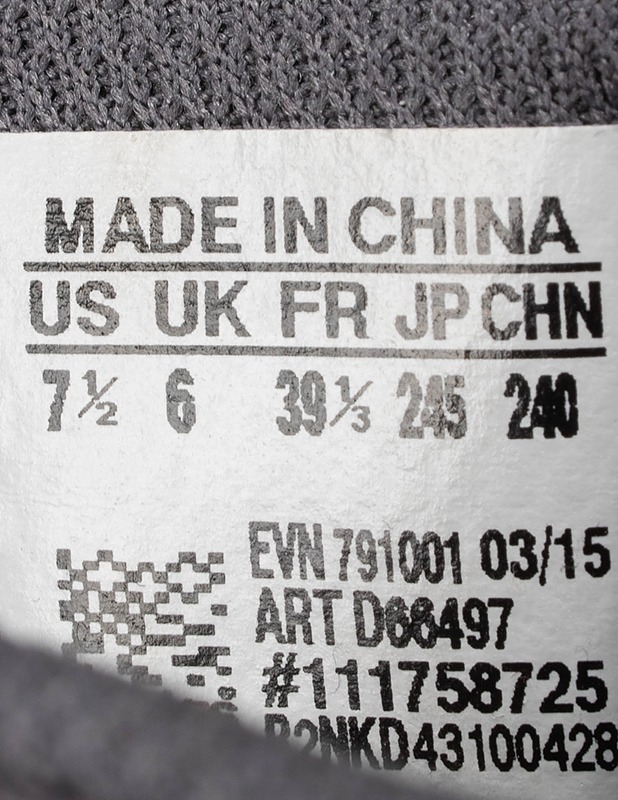 MADE IN CHINA
US UK FR JP CHN
7½ 6 39⅓ 245 240
EVN 791001 03/15
ART D68497
#111758725